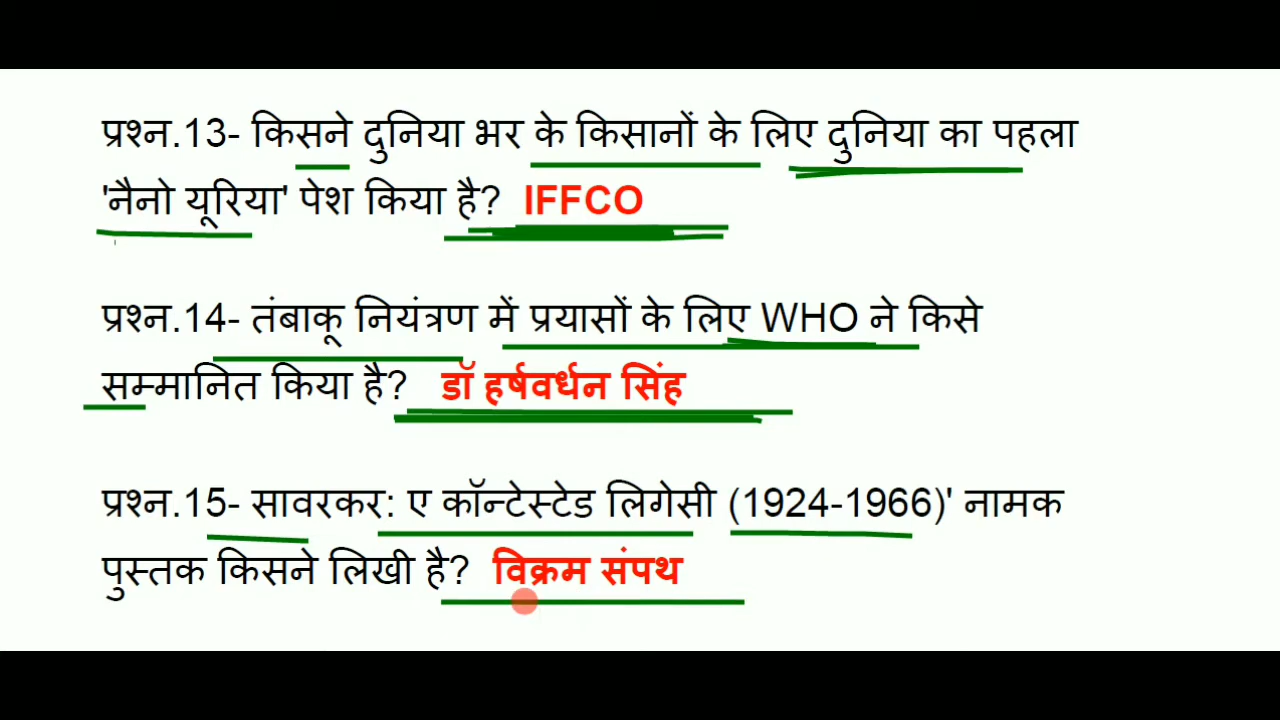 प्रश्न.13- किसने दुनिया भर के किसानों के लिए दुनिया का पहला
'नैनो यूरिया' पेश किया है? IFFCO
प्रश्न.14- तंबाकू नियंत्रण में प्रयासों के लिए WHO ने किसे
सम्मानित किया है? डॉ हर्षवर्धन सिंह
प्रश्न.15- सावरकर: ए कॉन्टेस्टेड लिगेसी (1924-1966)' नामक
पुस्तक किसने लिखी है? विक्रम संपथ